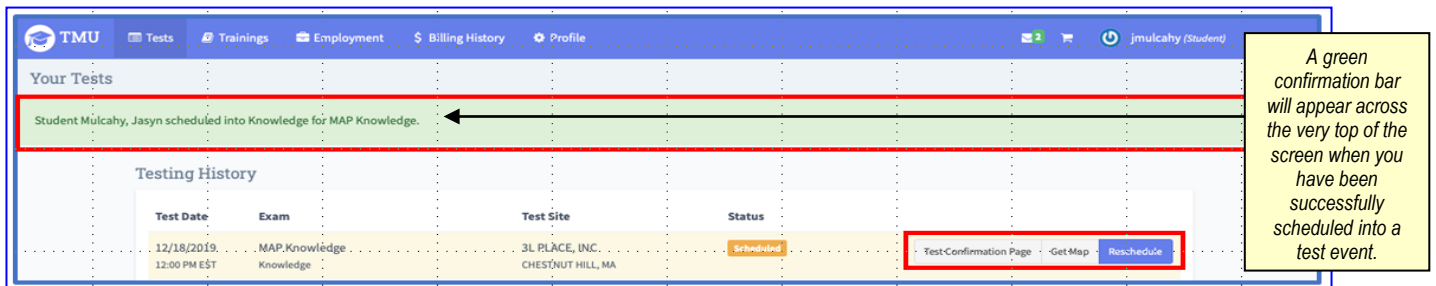 TMU Tests Trainings Employment $ Billing History Profile 2 jmulcahy (Student)
Your Tests
Student Mulcahy, Jasyn scheduled into Knowledge for MAP Knowledge.
Testing History
Test Date Exam Test Site Status
12/18/2019 MAP Knowledge 3L PLACE, INC. Scheduled Test Confirmation Page Get Map Reschedule
12:00 PM EST Knowledge CHESTNUT HILL, MA
A green
confirmation bar
will appear across
the very top of the
screen when you
have been
successfully
scheduled into a
test event.